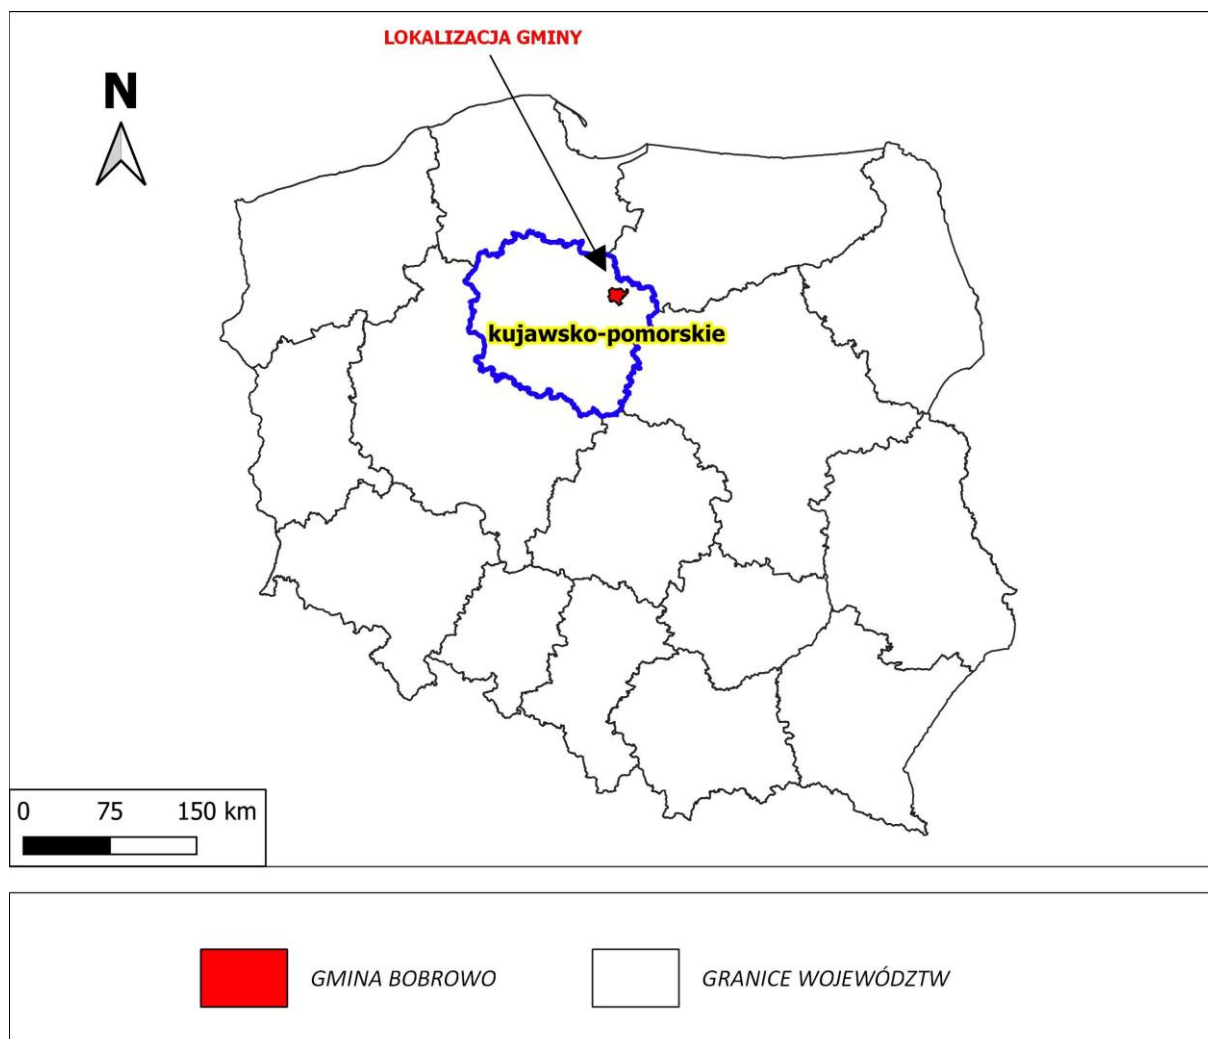 LOKALIZACJA GMINY
N
kujawsko-pomorskie
0 75 150 km
GMINA BOBROWO
GRANICE WOJEWÓDZTW